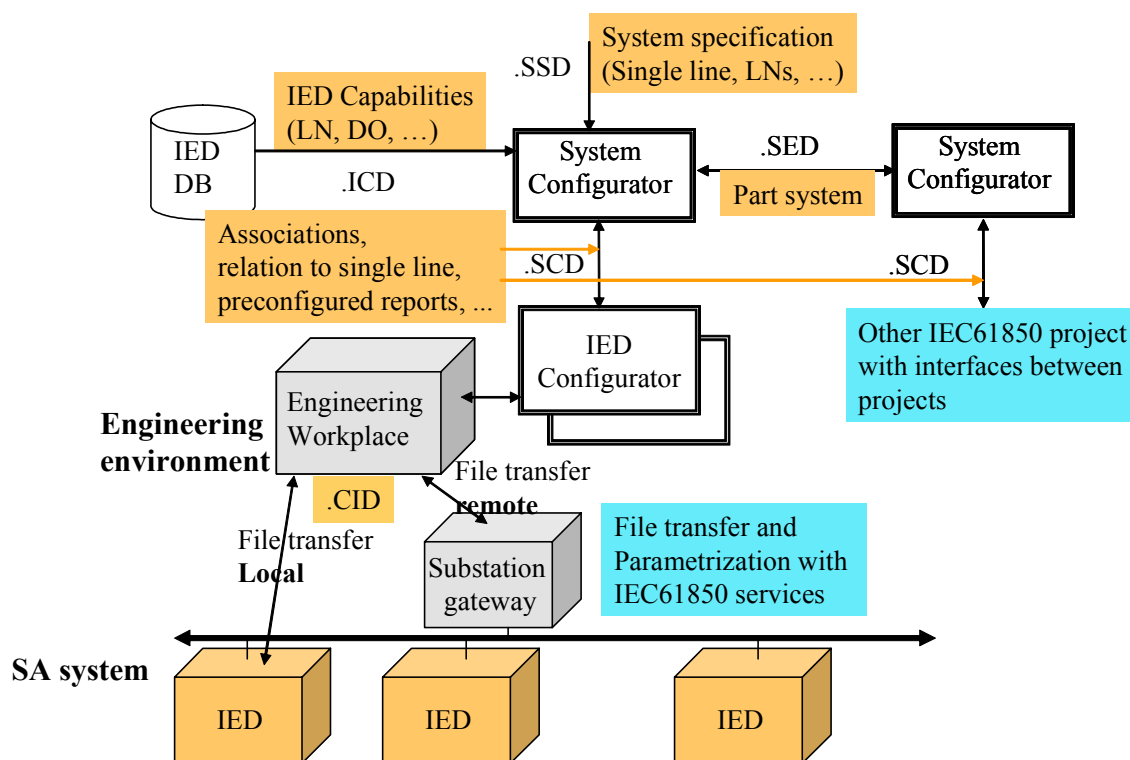 System specification
(Single line, LNs, …)
.SSD
IED Capabilities
(LN, DO, …)
IED
DB
.ICD
System
Configurator
.SED
Part system
System
Configurator
Associations,
relation to single line,
preconfigured reports, ...
.SCD
.SCD
IED
Configurator
Other IEC61850 project
with interfaces between
projects
Engineering
Workplace
Engineering
environment
.CID
File transfer
remote
File transfer
Local
Substation
gateway
File transfer and
Parametrization with
IEC61850 services
SA system
IED
IED
IED